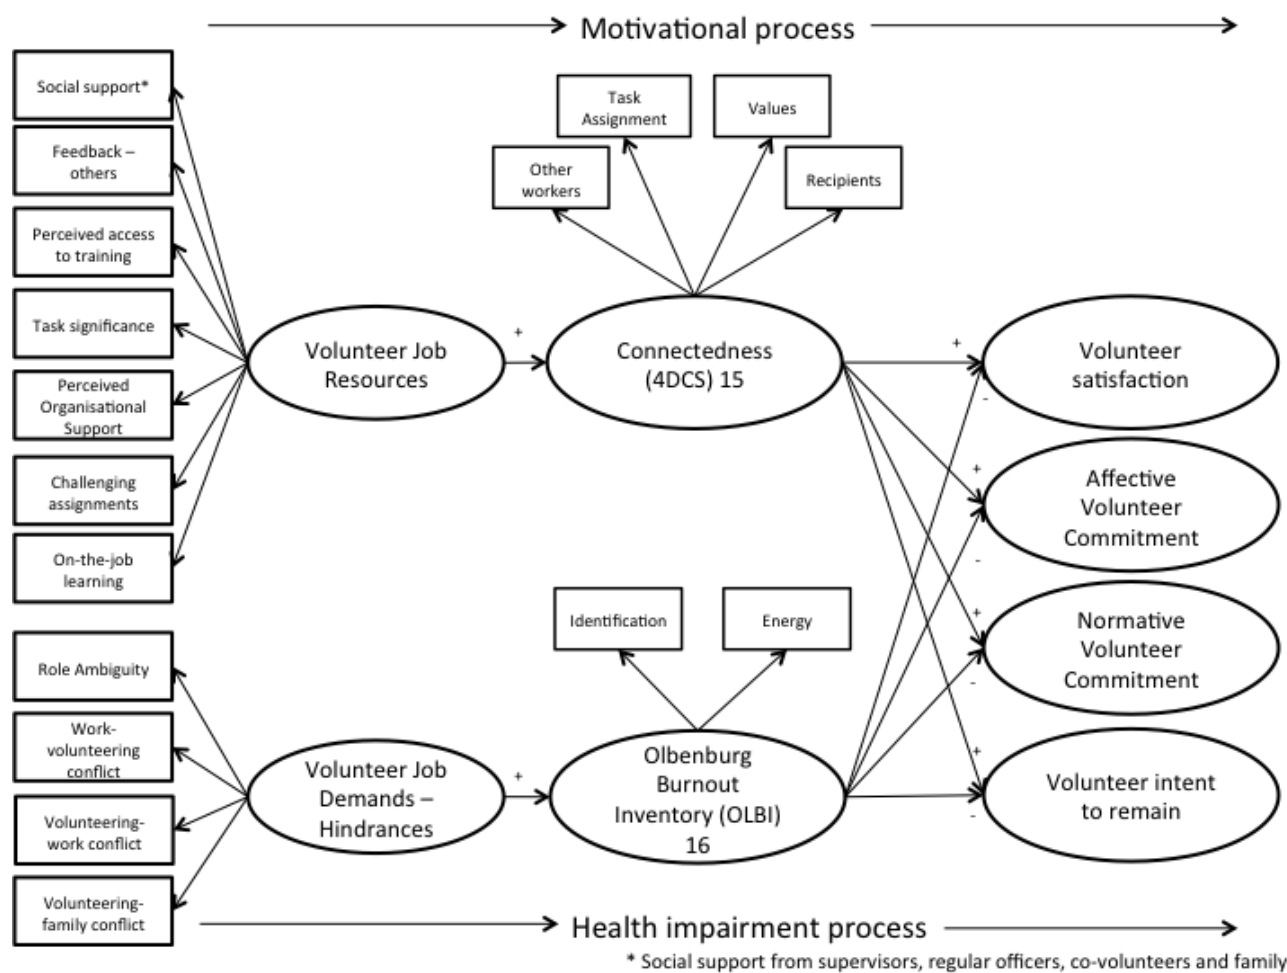 Motivational process
Social support*
Feedback –
others
Perceived access
to training
Task significance
Perceived
Organisational
Support
Challenging
assignments
On-the-job
learning
Task
Assignment
Values
Other
workers
Recipients
Volunteer Job
Resources
+
Connectedness
(4DCS) 15
+
-
Volunteer
satisfaction
+
-
Affective
Volunteer
Commitment
+
-
Normative
Volunteer
Commitment
+
-
Volunteer intent
to remain
Identification
Energy
Role Ambiguity
Work-
volunteering
conflict
Volunteering-
work conflict
Volunteering-
family conflict
Volunteer Job
Demands –
Hindrances
+
Olbenburg
Burnout
Inventory (OLBI)
16
Health impairment process
* Social support from supervisors, regular officers, co-volunteers and family